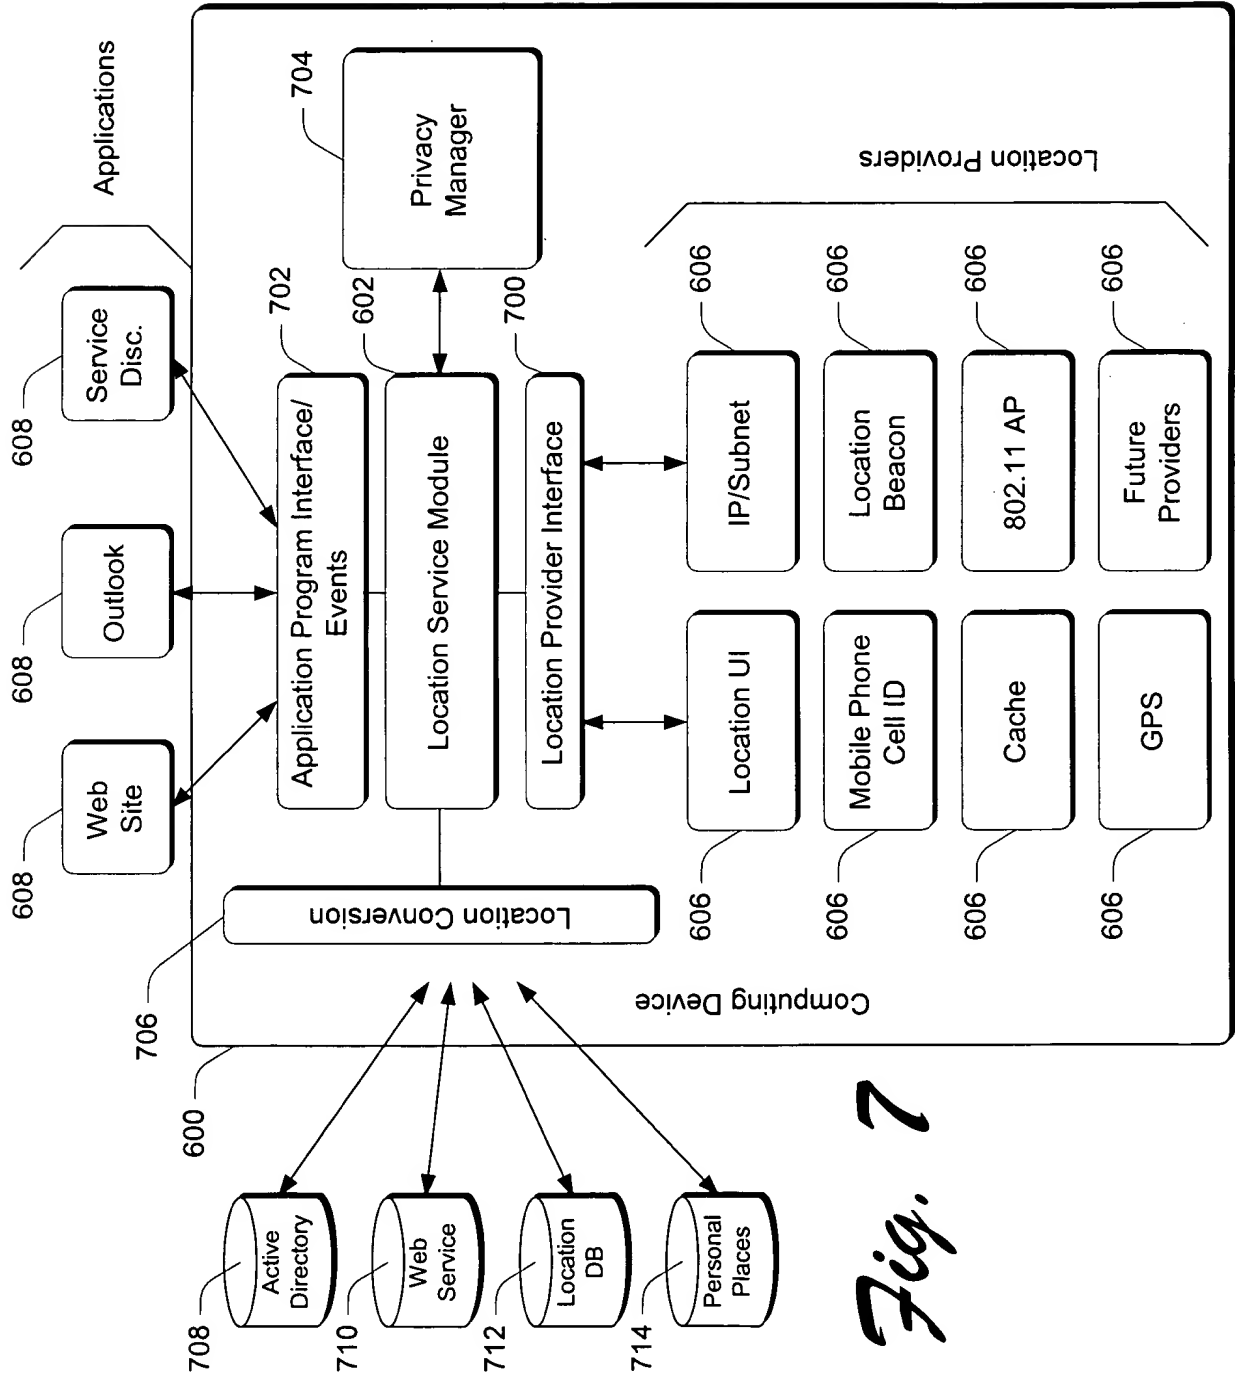 Applications
608
Web
Site
608
Outlook
608
Service
Disc.
600
706
Location Conversion
702
Application Program Interface/
Events
602
Location Service Module
700
Location Provider Interface
704
Privacy
Manager
708
Active
Directory
710
Web
Service
712
Location
DB
714
Personal
Places
Computing Device
Location Providers
606
Location UI
IP/Subnet
606
606
Mobile Phone
Cell ID
Location
Beacon
606
606
Cache
802.11 AP
606
606
GPS
Future
Providers
606
Fig. 7